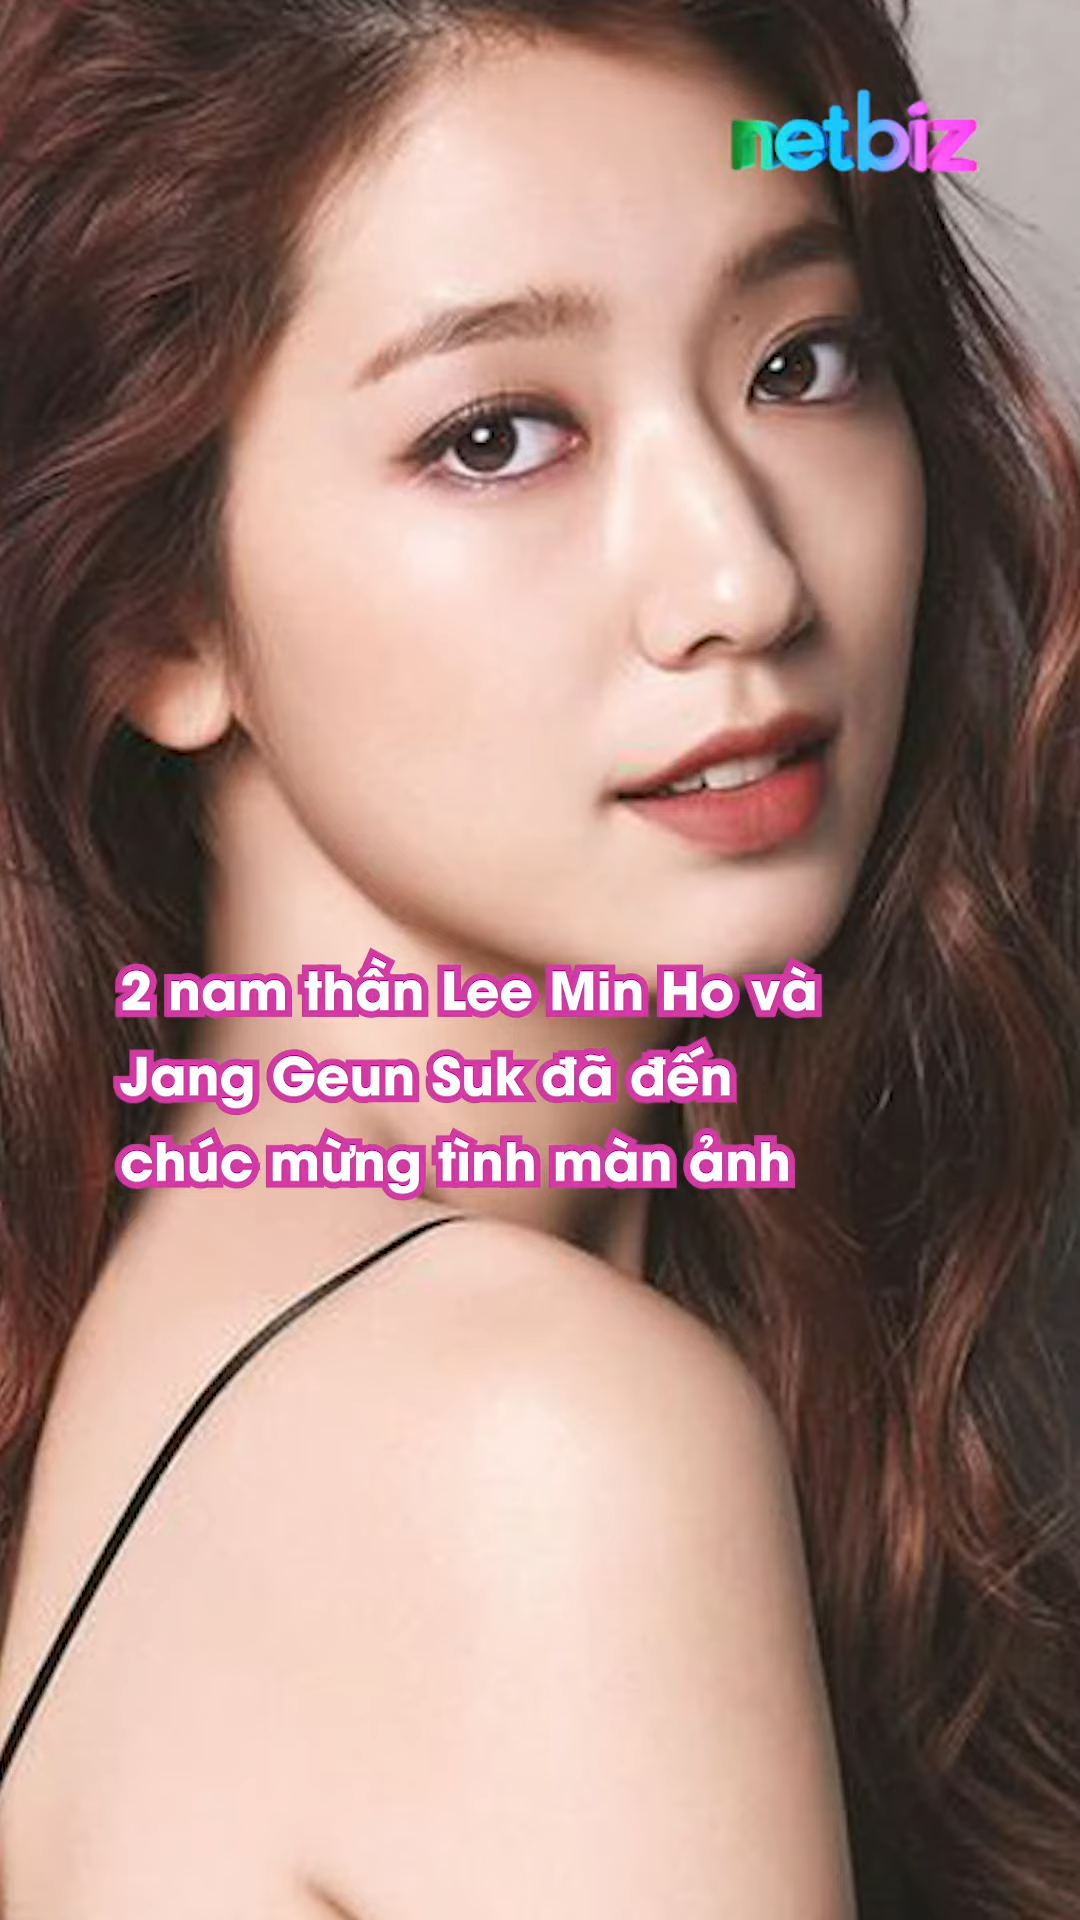 netbiz
2 nam thần Lee Min Ho và
Jang Geun Suk đã đến
chúc mừng tình màn ảnh